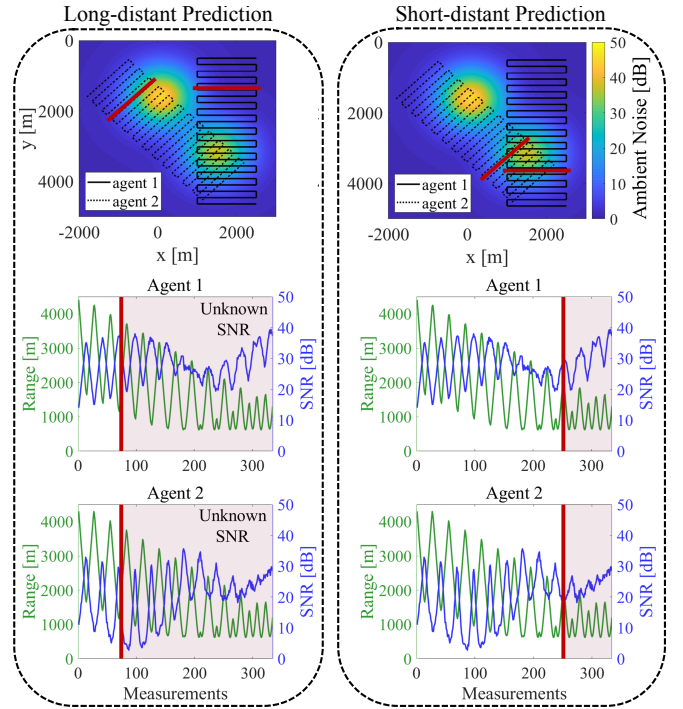 Long-distant Prediction
Short-distant Prediction
0
2000
4000
y [m]
agent 1
agent 2
-2000
0
2000
x [m]
0
2000
4000
agent 1
agent 2
-2000
0
2000
x [m]
50
40
30
20
10
0
Ambient Noise [dB]
Agent 1
Unknown
SNR
4000
3000
2000
1000
0
Range [m]
50
40
30
20
10
0
SNR [dB]
0 100 200 300
Agent 1
4000
3000
2000
1000
0
Range [m]
50
40
30
20
10
0
SNR [dB]
0 100 200 300
Agent 2
Unknown
SNR
4000
3000
2000
1000
0
Range [m]
50
40
30
20
10
0
SNR [dB]
0 100 200 300
Measurements
Agent 2
4000
3000
2000
1000
0
Range [m]
50
40
30
20
10
0
SNR [dB]
0 100 200 300
Measurements